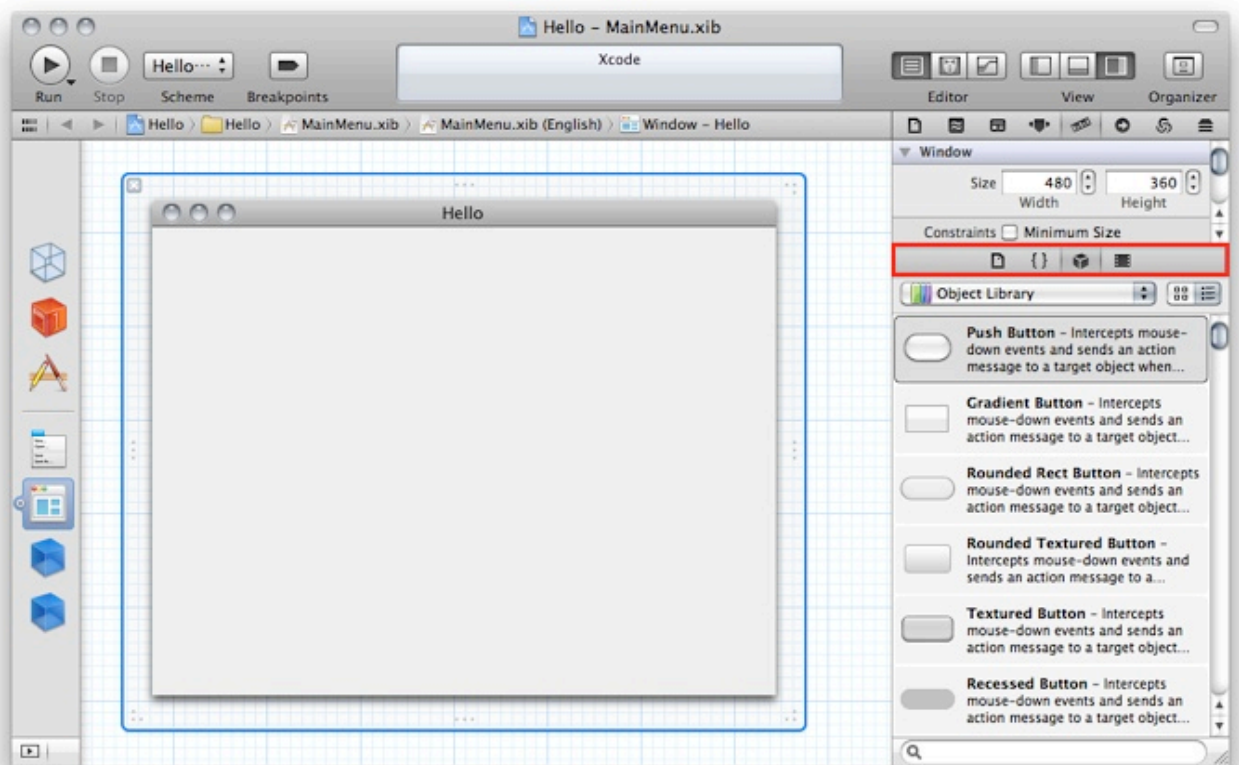 Hello – MainMenu.xib
Hello···
Xcode
Run
Stop
Scheme
Breakpoints
Editor
View
Organizer
Hello
Hello
MainMenu.xib
MainMenu.xib (English)
Window – Hello
Window
Size
480
360
Width
Height
Constraints
Minimum Size
{ }
Object Library
Hello
Push Button – Intercepts mouse-
down events and sends an action
message to a target object when...
Gradient Button – Intercepts
mouse-down events and sends an
action message to a target object...
Rounded Rect Button – Intercepts
mouse-down events and sends an
action message to a target object...
Rounded Textured Button –
Intercepts mouse-down events and
sends an action message to a...
Textured Button – Intercepts
mouse-down events and sends an
action message to a target object...
Recessed Button – Intercepts
mouse-down events and sends an
action message to a target object...